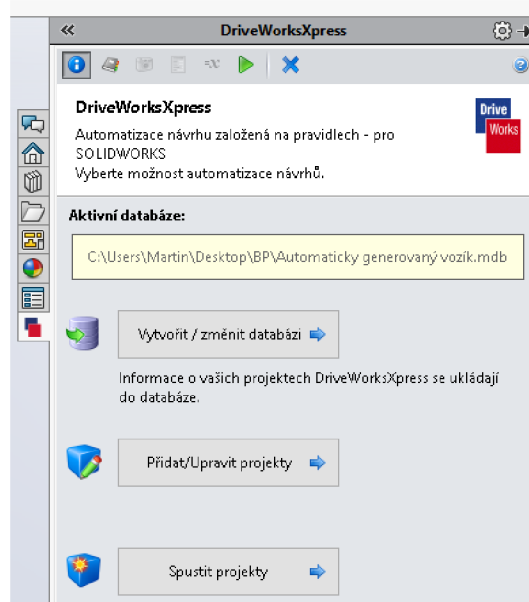 DriveWorksXpress
DriveWorksXpress
Drive
Works
Automatizace návrhu založená na pravidlech - pro
SOLIDWORKS
Vyberte možnost automatizace návrhů.
Aktivní databáze:
C:\Users\Martin\Desktop\BP\Automaticky generovaný vozík.mdb
Vytvořit / změnit databázi
Informace o vašich projektech DriveWorksXpress se ukládají
do databáze.
Přidat/Upravit projekty
Spustit projekty